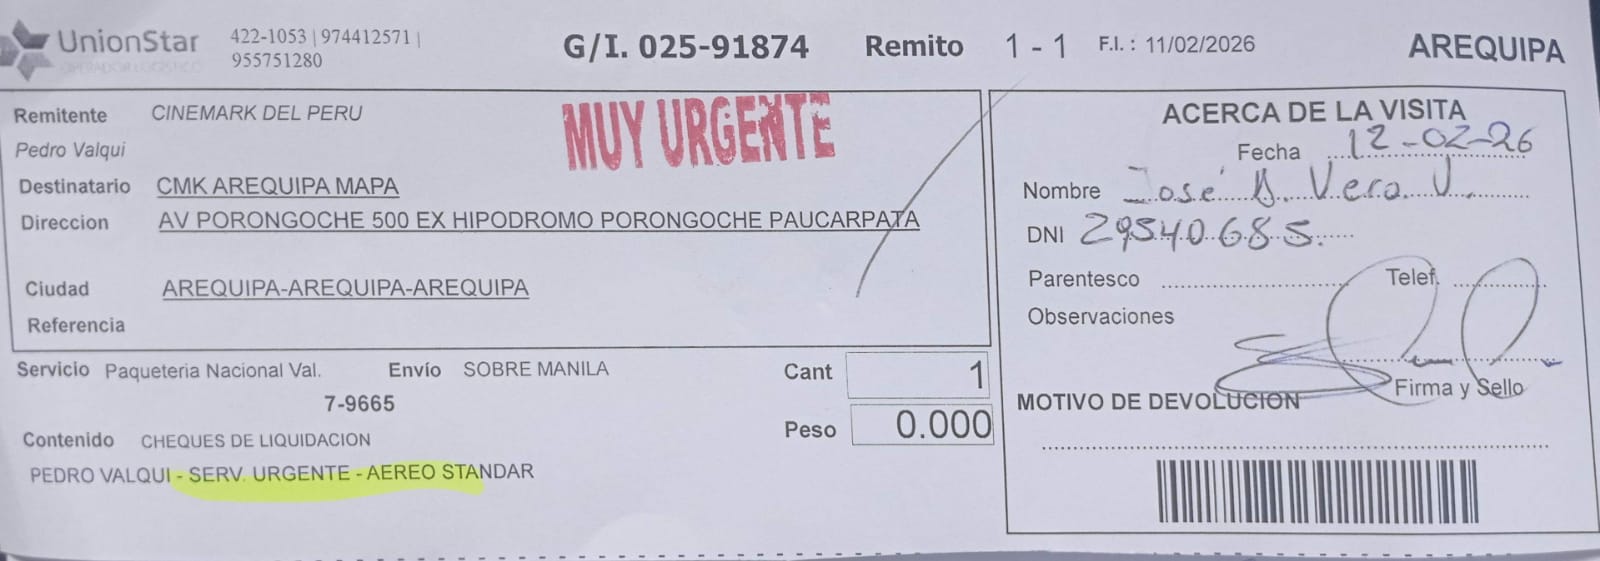 UnionStar
OPERADOR LOGISTICO
422-1053 | 974412571 |
955751280
G/I. 025-91874 Remito 1 - 1 F.I. : 11/02/2026 AREQUIPA
Remitente CINEMARK DEL PERU
Pedro Valqui
MUY URGENTE
Destinatario CMK AREQUIPA MAPA
Direccion AV PORONGOCHE 500 EX HIPODROMO PORONGOCHE PAUCARPATA
Ciudad AREQUIPA-AREQUIPA-AREQUIPA
Referencia
Servicio Paqueteria Nacional Val. Envío SOBRE MANILA
7-9665
Cant 1
Peso 0.000
Contenido CHEQUES DE LIQUIDACION
PEDRO VALQUI - SERV. URGENTE - AEREO STANDAR
ACERCA DE LA VISITA
Fecha 12-02-26
Nombre José A. Vera V.
DNI 29540685.
Parentesco Telef.
Observaciones
Firma y Sello
MOTIVO DE DEVOLUCION